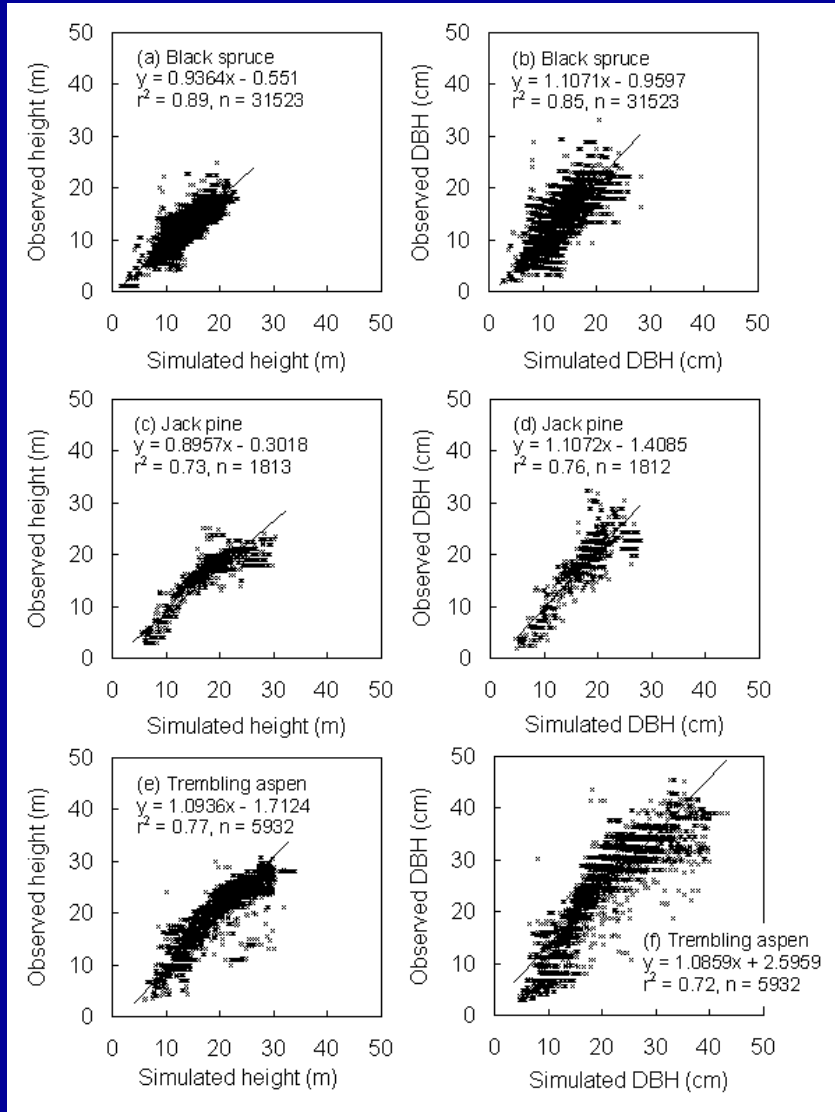 (a) Black spruce
y = 0.9364x - 0.551
r² = 0.89, n = 31523
Observed height (m)
50
40
30
20
10
0
0 10 20 30 40 50
Simulated height (m)
(b) Black spruce
y = 1.1071x - 0.9597
r² = 0.85, n = 31523
Observed DBH (cm)
50
40
30
20
10
0
0 10 20 30 40 50
Simulated DBH (cm)
(c) Jack pine
y = 0.8957x - 0.3018
r² = 0.73, n = 1813
Observed height (m)
50
40
30
20
10
0
0 10 20 30 40 50
Simulated height (m)
(d) Jack pine
y = 1.1072x - 1.4085
r² = 0.76, n = 1812
Observed DBH (cm)
50
40
30
20
10
0
0 10 20 30 40 50
Simulated DBH (cm)
(e) Trembling aspen
y = 1.0936x - 1.7124
r² = 0.77, n = 5932
Observed height (m)
50
40
30
20
10
0
0 10 20 30 40 50
Simulated height (m)
(f) Trembling aspen
y = 1.0859x + 2.5959
r² = 0.72, n = 5932
Observed DBH (cm)
50
40
30
20
10
0
0 10 20 30 40 50
Simulated DBH (cm)